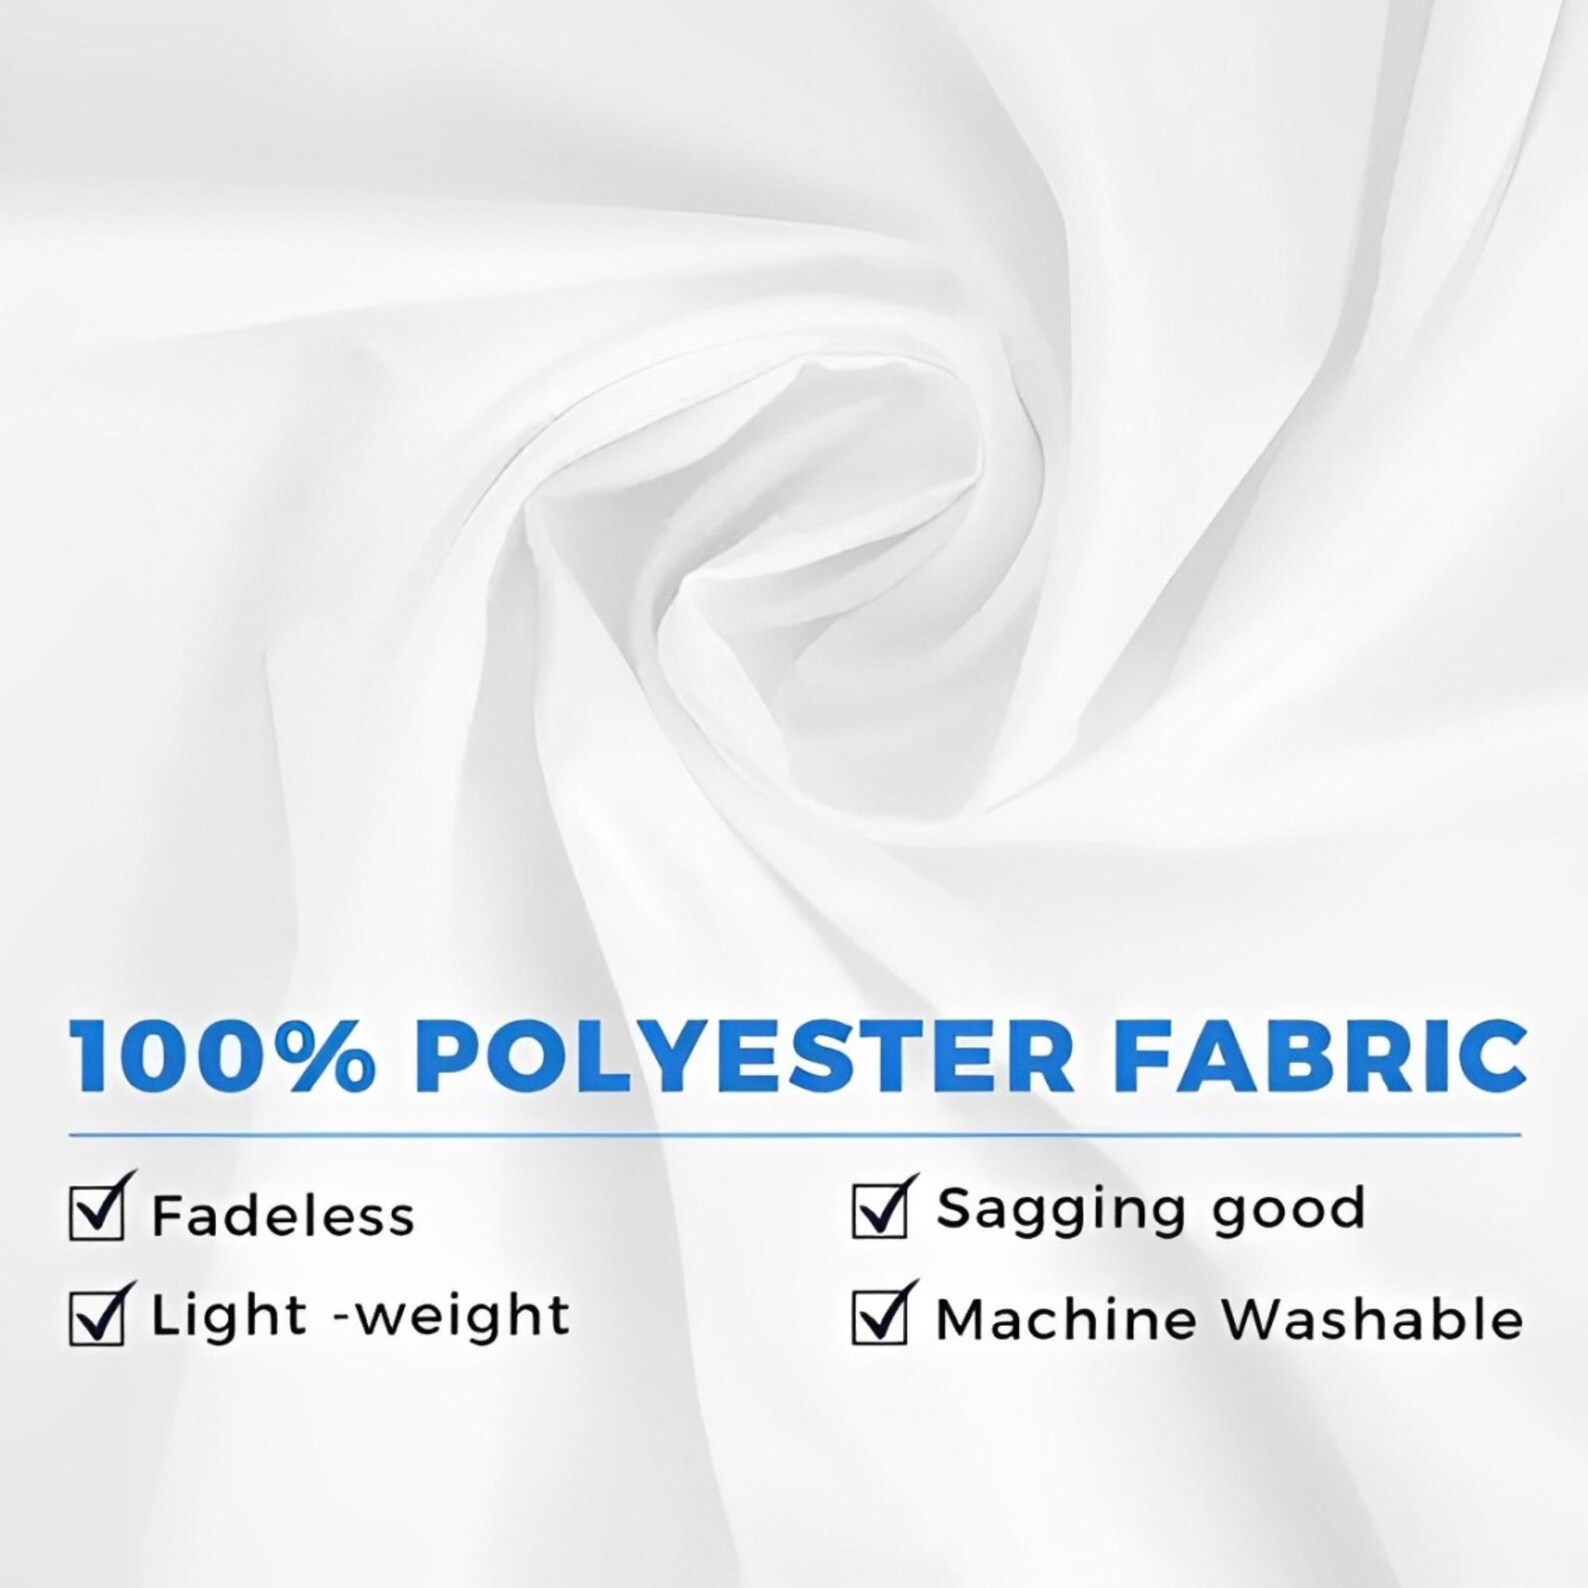 100% POLYESTER FABRIC
Fadeless
Sagging good
Light -weight
Machine Washable